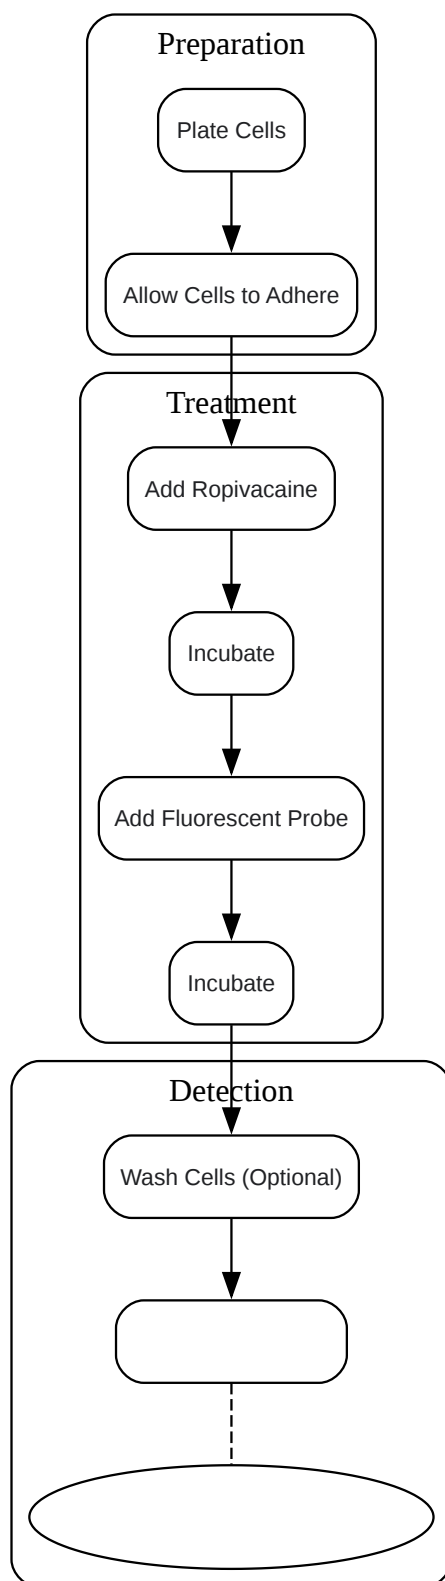 Preparation
Plate Cells
Allow Cells to Adhere
Treatment
Add Ropivacaine
Incubate
Add Fluorescent Probe
Incubate
Detection
Wash Cells (Optional)